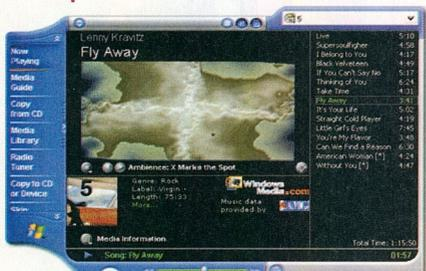 5
Lenny Kravitz
Fly Away
Now
Playing
Media
Guide
Copy
from CD
Media
Library
Radio
Tuner
Copy to CD
or Device
Skin
Live 5:10
Supersoulfigher 4:58
I Belong to You 4:17
Black Velveteen 4:49
If You Can't Say No 5:17
Thinking of You 6:24
Take Time 4:31
Fly Away 3:41
It's Your Life 5:02
Straight Cold Player 4:19
Little Girl's Eyes 7:45
You're My Flavor 3:48
Can We Find a Reason 6:30
American Woman [*] 4:24
Without You [*] 4:47
Ambience: X Marks the Spot
5
Genre: Rock
Label: Virgin
Length: 75:33
More...
Windows
Media.com
Music data
provided by
Media Information
Total Time: 1:15:50
Song: Fly Away 01:57